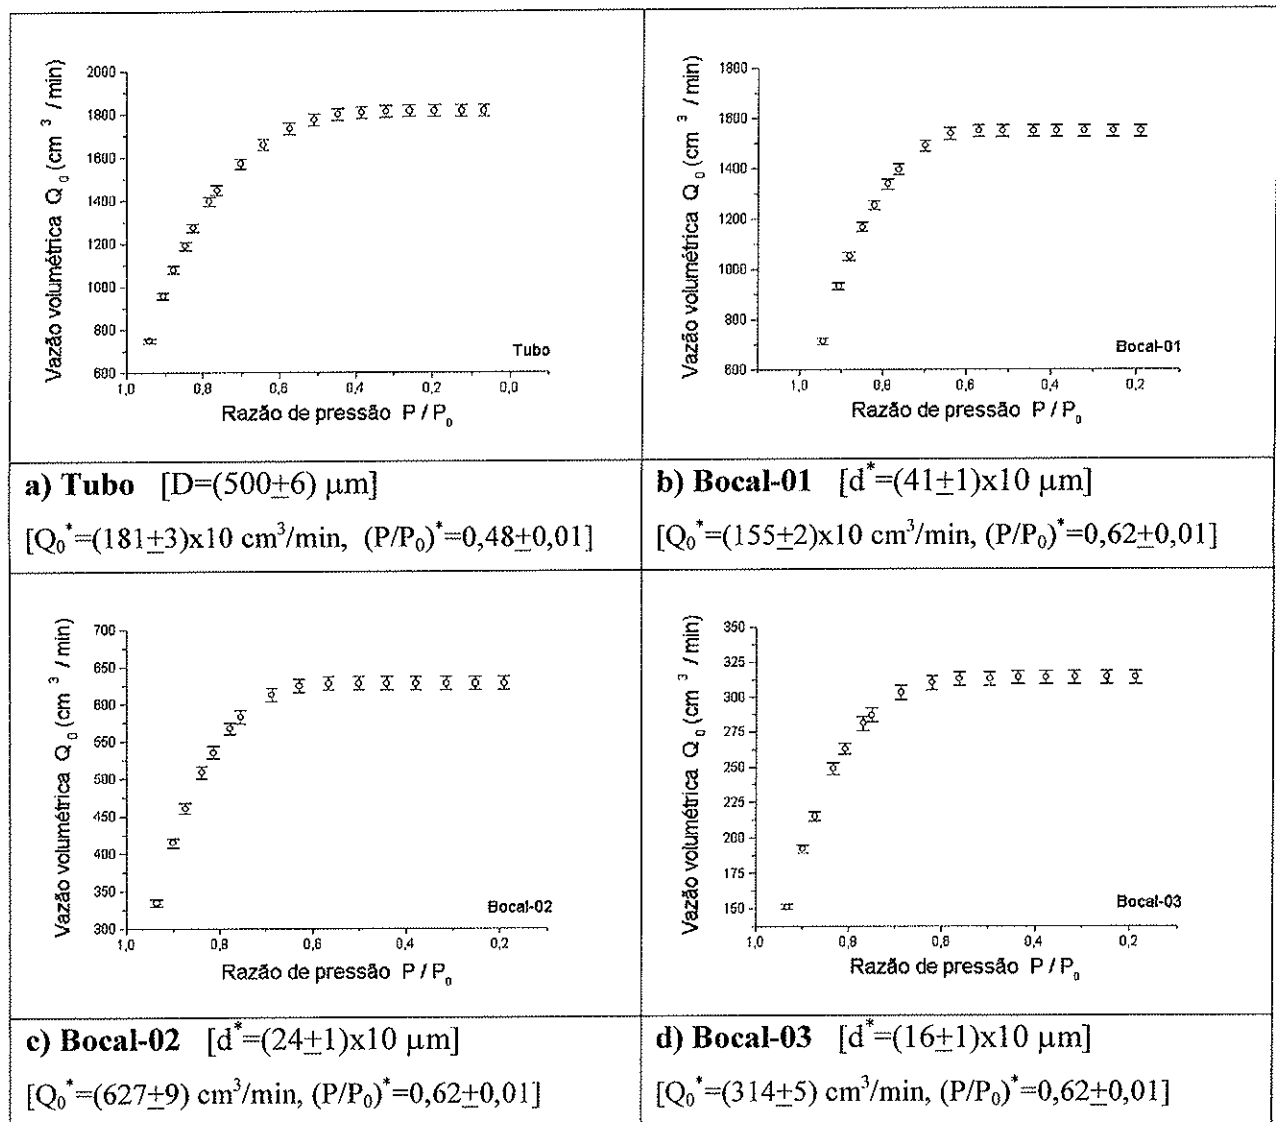 2000
1800
1600
1400
1200
1000
800
600
1,0
0,8
0,6
0,4
0,2
0,0
Vazão volumétrica Q0 (cm 3 / min)
Razão de pressão P / P0
Tubo
1800
1600
1400
1200
1000
800
600
1,0
0,8
0,6
0,4
0,2
Vazão volumétrica Q0 (cm 3 / min)
Razão de pressão P / P0
Bocal-01
a) Tubo [D=(500±6) µm]
[Q0*=(181±3)x10 cm³/min, (P/P0)*=0,48±0,01]
b) Bocal-01 [d*=(41±1)x10 µm]
[Q0*=(155±2)x10 cm³/min, (P/P0)*=0,62±0,01]
700
650
600
550
500
450
400
350
300
1,0
0,8
0,6
0,4
0,2
Vazão volumétrica Q0 (cm 3 / min)
Razão de pressão P / P0
Bocal-02
350
325
300
275
250
225
200
175
150
1,0
0,8
0,6
0,4
0,2
Vazão volumétrica Q0 (cm 3 / min)
Razão de pressão P / P0
Bocal-03
c) Bocal-02 [d*=(24±1)x10 µm]
[Q0*=(627±9) cm³/min, (P/P0)*=0,62±0,01]
d) Bocal-03 [d*=(16±1)x10 µm]
[Q0*=(314±5) cm³/min, (P/P0)*=0,62±0,01]